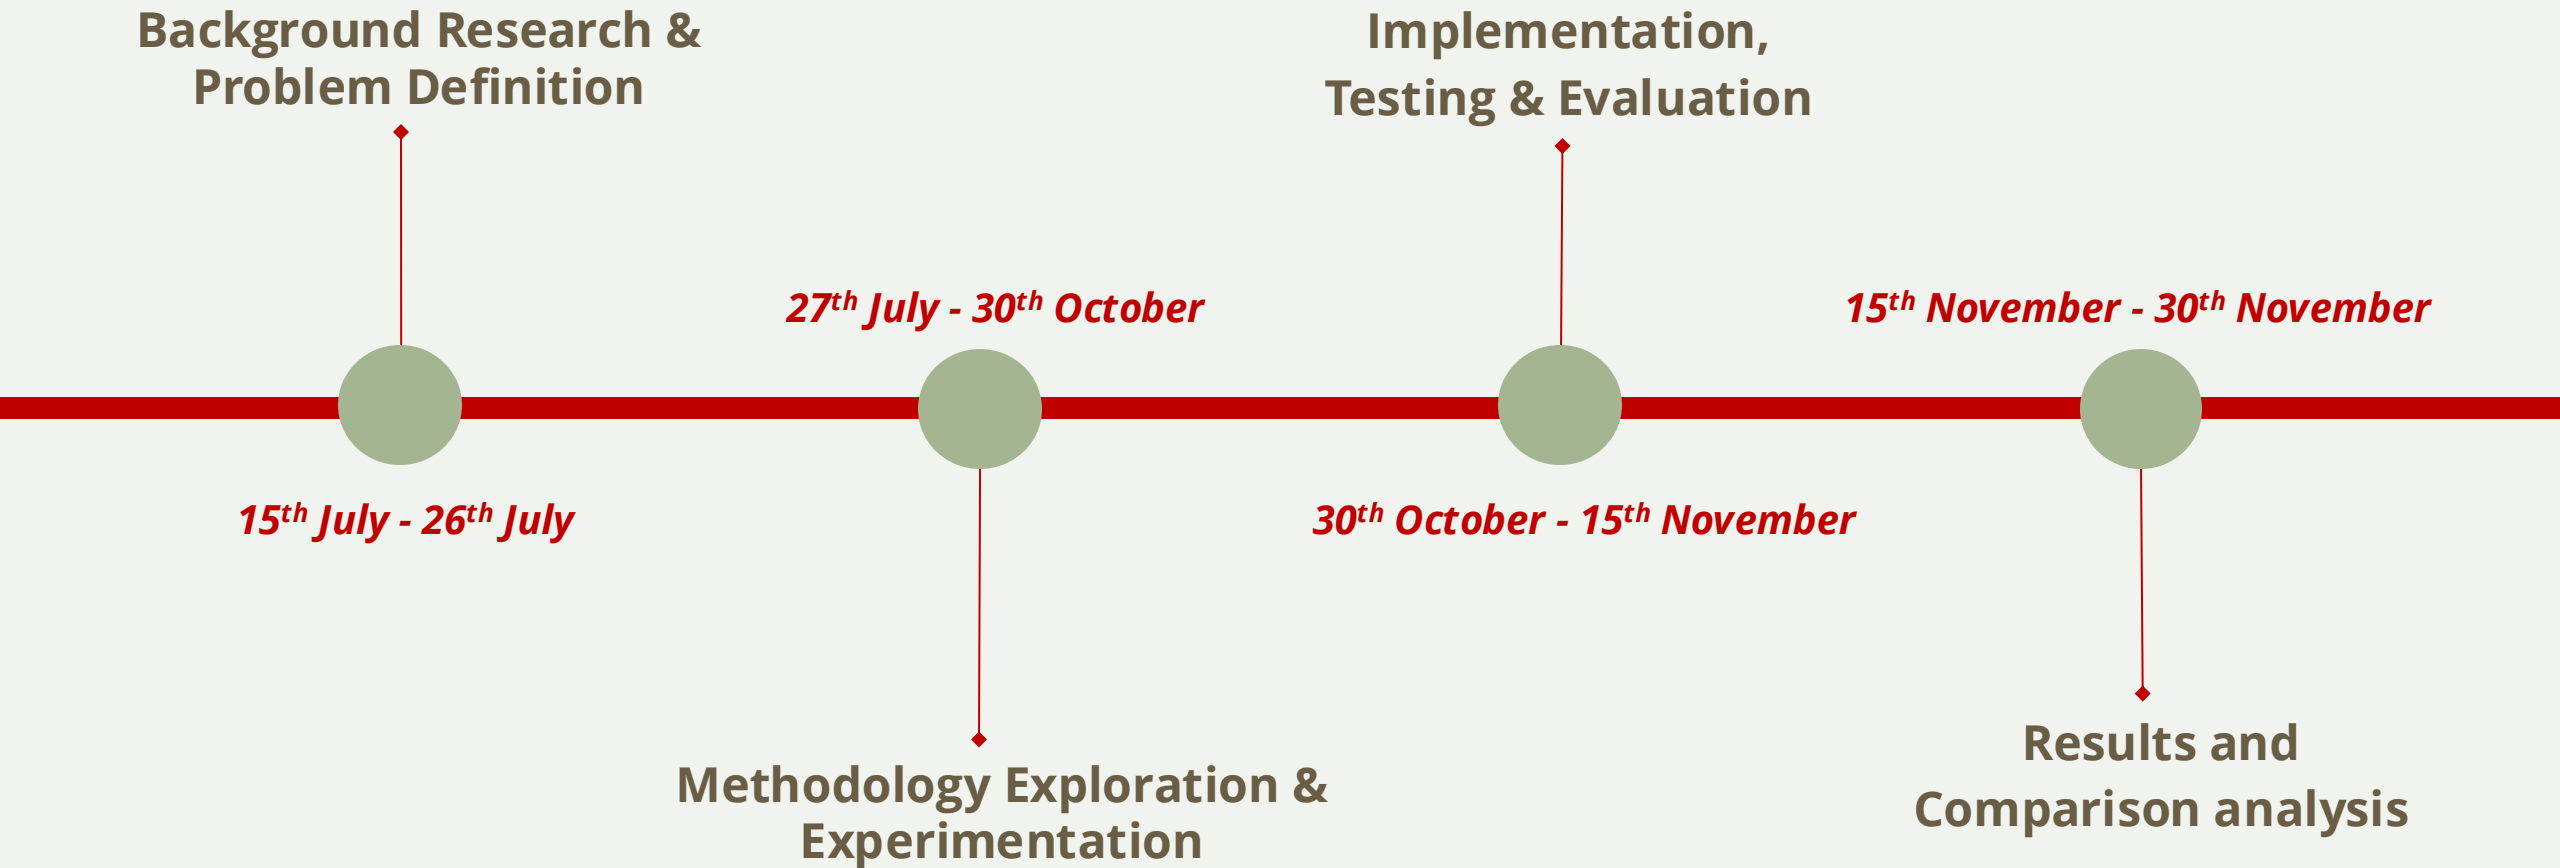 Background Research &
Problem Definition
15th July - 26th July
27th July - 30th October
Methodology Exploration &
Experimentation
Implementation,
Testing & Evaluation
30th October - 15th November
15th November - 30th November
Results and
Comparison analysis